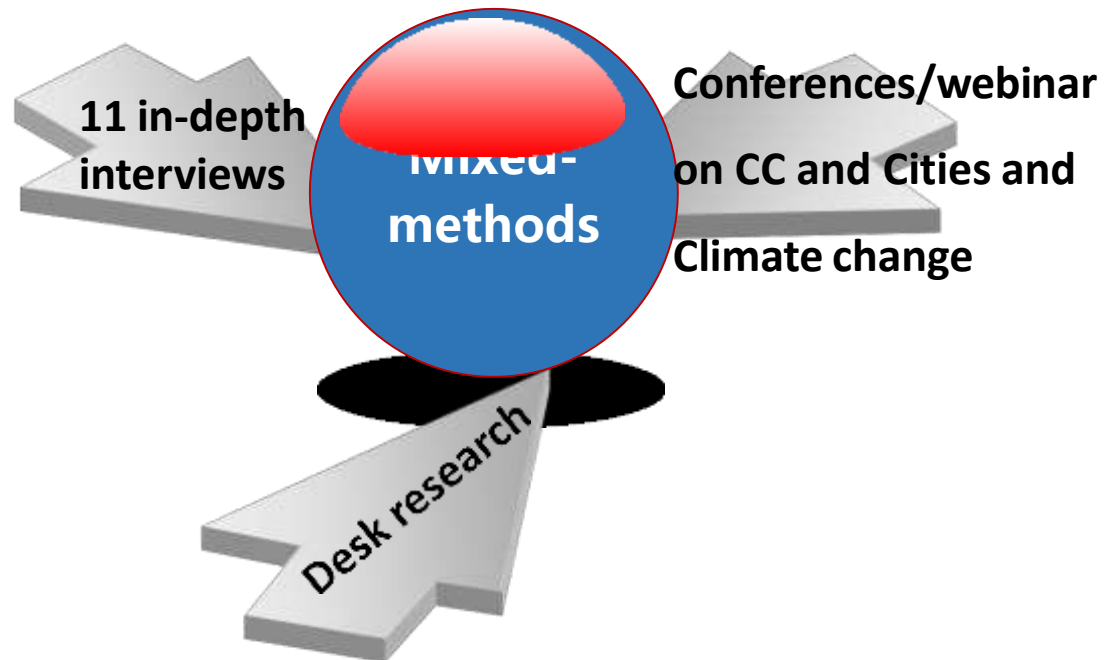 11 in-depth
interviews
Mixed-
methods
Conferences/webinar
on CC and Cities and
Climate change
Desk research